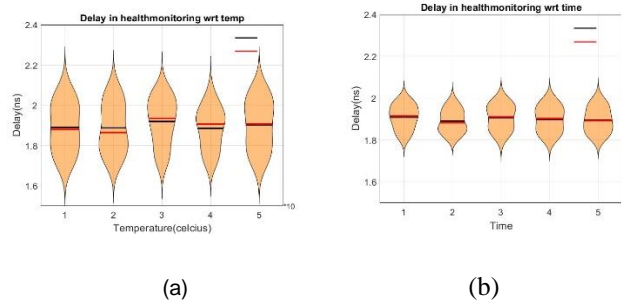 Delay in healthmonitoring wrt temp
2.4
2.2
2
1.8
1.6
Delay(ns)
1 2 3 4 5
*10
Temperature(celcius)
(a)
Delay in healthmonitoring wrt time
2.4
2.2
2
1.8
1.6
Delay(ns)
1 2 3 4 5
Time
(b)